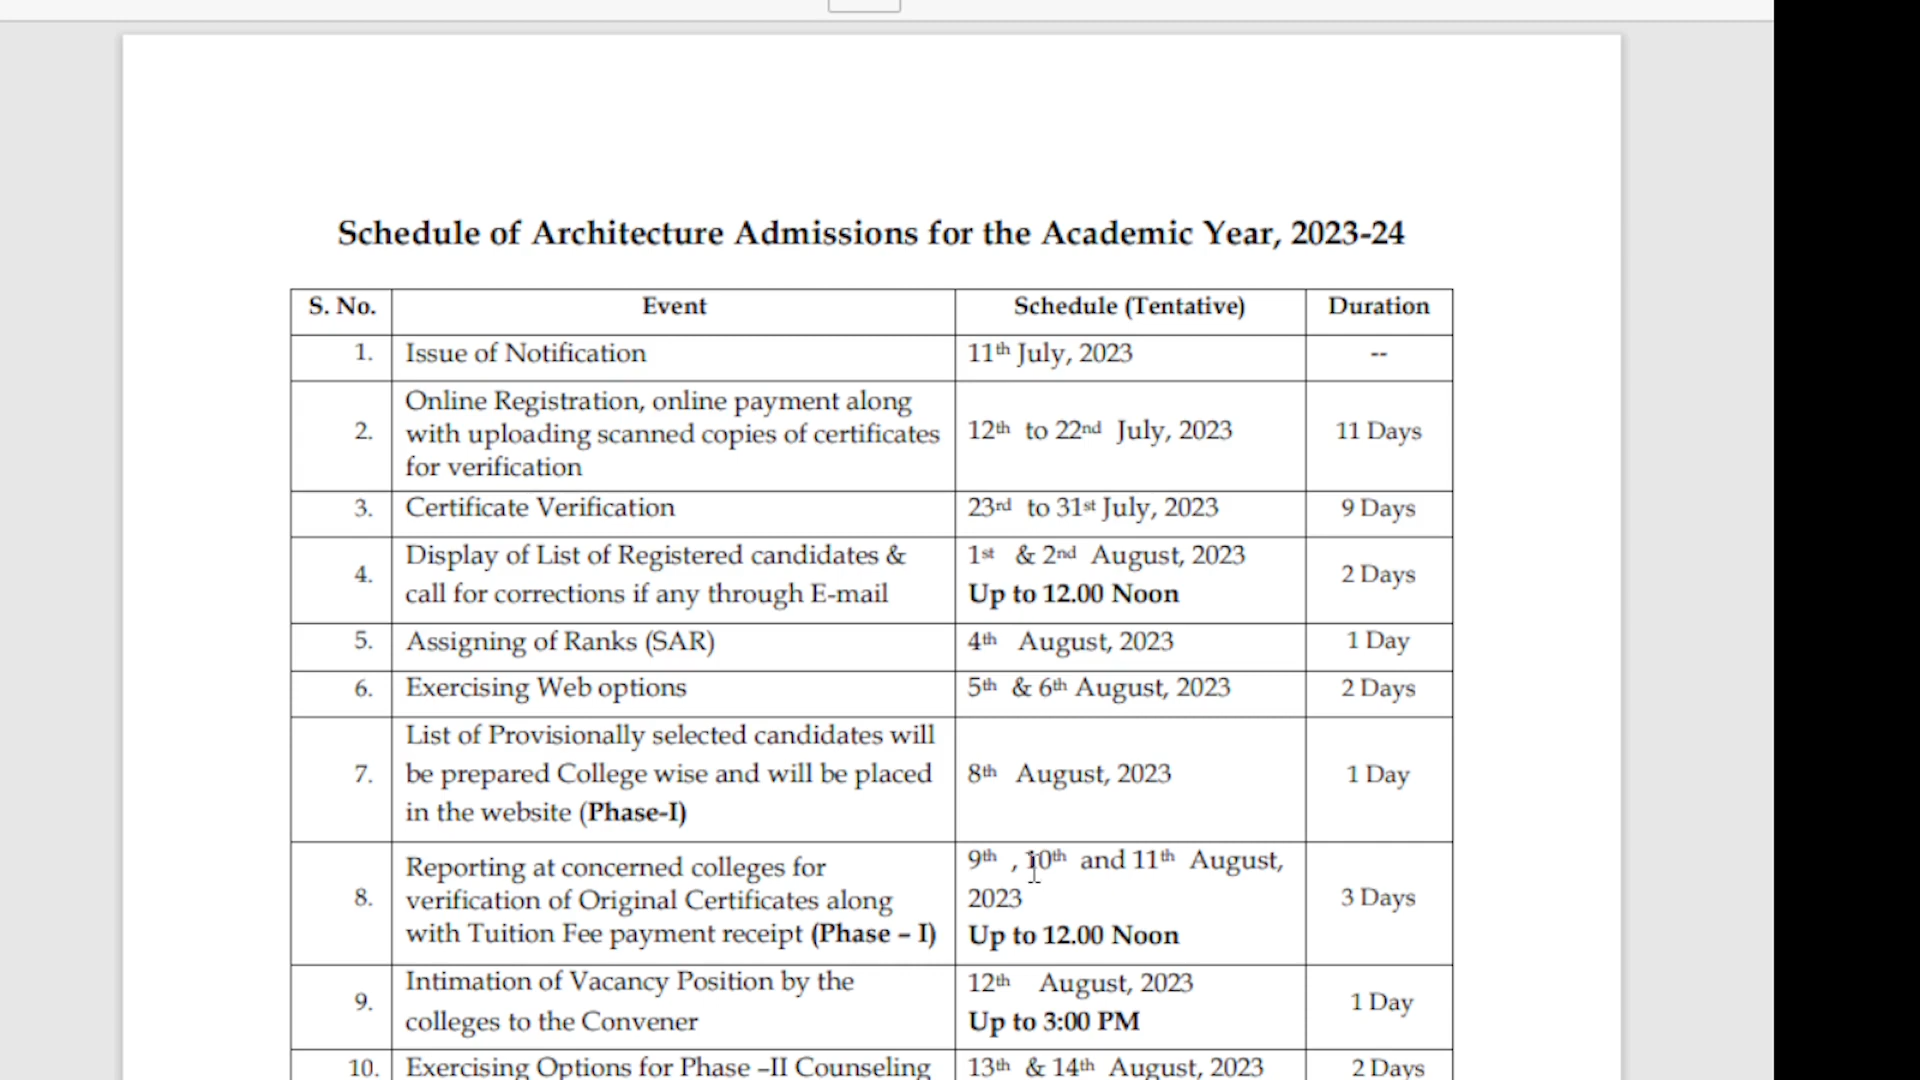 Schedule of Architecture Admissions for the Academic Year, 2023-24
S. No. Event Schedule (Tentative) Duration
1. Issue of Notification 11th July, 2023 --
2. Online Registration, online payment along
with uploading scanned copies of certificates
for verification
12th to 22nd July, 2023 11 Days
3. Certificate Verification 23rd to 31st July, 2023 9 Days
4. Display of List of Registered candidates &
call for corrections if any through E-mail
1st & 2nd August, 2023
Up to 12.00 Noon
2 Days
5. Assigning of Ranks (SAR) 4th August, 2023 1 Day
6. Exercising Web options 5th & 6th August, 2023 2 Days
7. List of Provisionally selected candidates will
be prepared College wise and will be placed
in the website (Phase-I)
8th August, 2023 1 Day
8. Reporting at concerned colleges for
verification of Original Certificates along
with Tuition Fee payment receipt (Phase – I)
9th , 10th and 11th August,
2023
Up to 12.00 Noon
3 Days
9. Intimation of Vacancy Position by the
colleges to the Convener
12th August, 2023
Up to 3:00 PM
1 Day
10. Exercising Options for Phase –II Counseling 13th & 14th August, 2023 2 Days